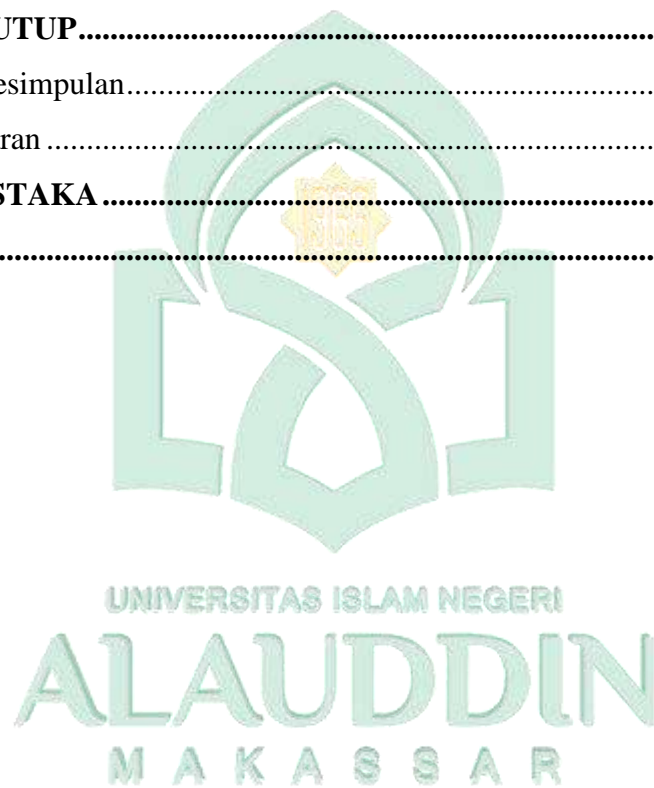 UTUP..........................................................................
esimpulan....................................................................
ran ..............................................................................
STAKA......................................................................
....................................................................................
UNIVERSITAS ISLAM NEGERI
ALAUDDIN
MAKASSAR